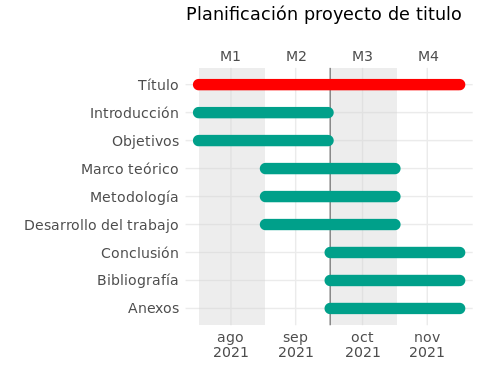 Planificación proyecto de titulo
M1 M2 M3 M4
Título
Introducción
Objetivos
Marco teórico
Metodología
Desarrollo del trabajo
Conclusión
Bibliografía
Anexos
ago sep oct nov
2021 2021 2021 2021